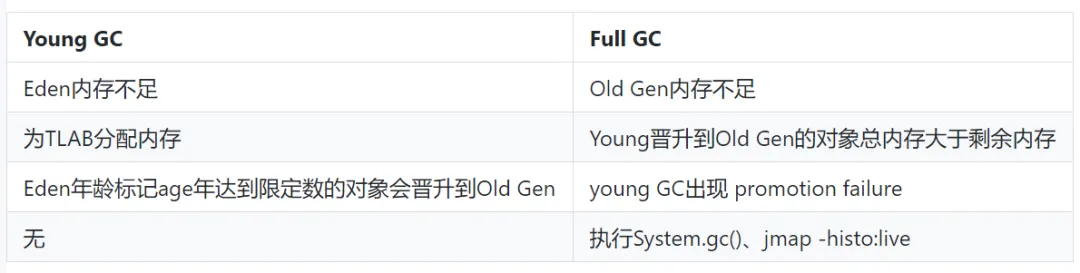 Young GC Full GC
Eden内存不足 Old Gen内存不足
为TLAB分配内存 Young晋升到Old Gen的对象总内存大于剩余内存
Eden年龄标记age年达到限定数的对象会晋升到Old Gen young GC出现 promotion failure
无 执行System.gc()、jmap -histo:live